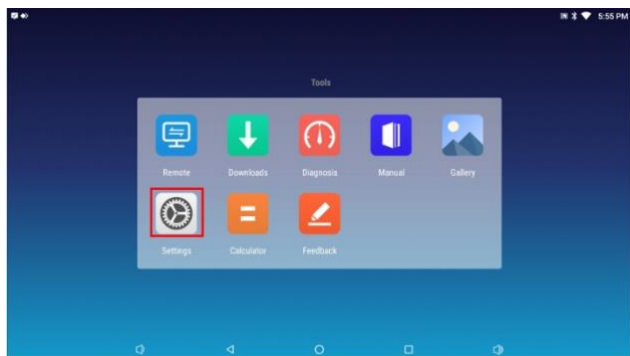 5:55 PM
Tools
Remote Downloads Diagnosis Manual Gallery
Settings Calculator Feedback